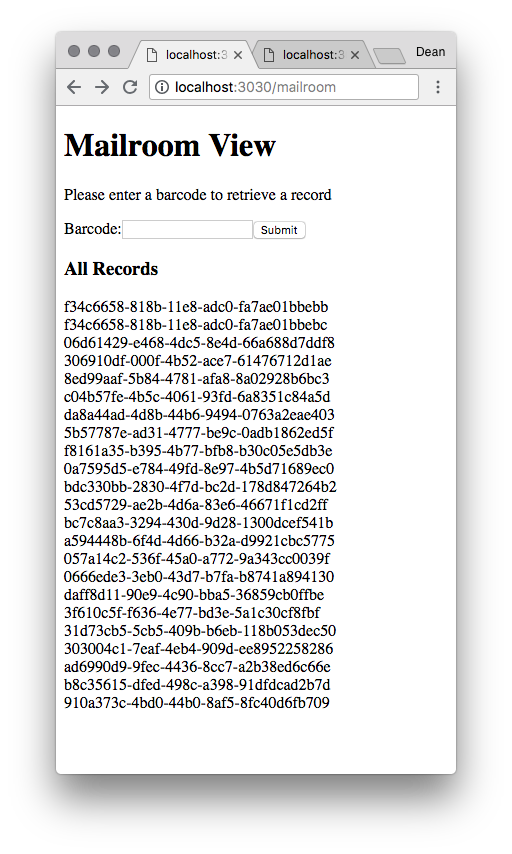 localhost:3
localhost:3
Dean
localhost:3030/mailroom
Mailroom View
Please enter a barcode to retrieve a record
Barcode:
Submit
All Records
f34c6658-818b-11e8-adc0-fa7ae01bbebb
f34c6658-818b-11e8-adc0-fa7ae01bbebc
06d61429-e468-4dc5-8e4d-66a688d7ddf8
306910df-000f-4b52-ace7-61476712d1ae
8ed99aaf-5b84-4781-afa8-8a02928b6bc3
c04b57fe-4b5c-4061-93fd-6a8351c84a5d
da8a44ad-4d8b-44b6-9494-0763a2eae403
5b57787e-ad31-4777-be9c-0adb1862ed5f
f8161a35-b395-4b77-bfb8-b30c05e5db3e
0a7595d5-e784-49fd-8e97-4b5d71689ec0
bdc330bb-2830-4f7d-bc2d-178d847264b2
53cd5729-ae2b-4d6a-83e6-46671f1cd2ff
bc7c8aa3-3294-430d-9d28-1300dcef541b
a594448b-6f4d-4d66-b32a-d9921cbc5775
057a14c2-536f-45a0-a772-9a343cc0039f
0666ede3-3eb0-43d7-b7fa-b8741a894130
daff8d11-90e9-4c90-bba5-36859cb0ffbe
3f610c5f-f636-4e77-bd3e-5a1c30cf8fbf
31d73cb5-5cb5-409b-b6eb-118b053dec50
303004c1-7eaf-4eb4-909d-ee8952258286
ad6990d9-9fec-4436-8cc7-a2b38ed6c66e
b8c35615-dfed-498c-a398-91dfdcad2b7d
910a373c-4bd0-44b0-8af5-8fc40d6fb709